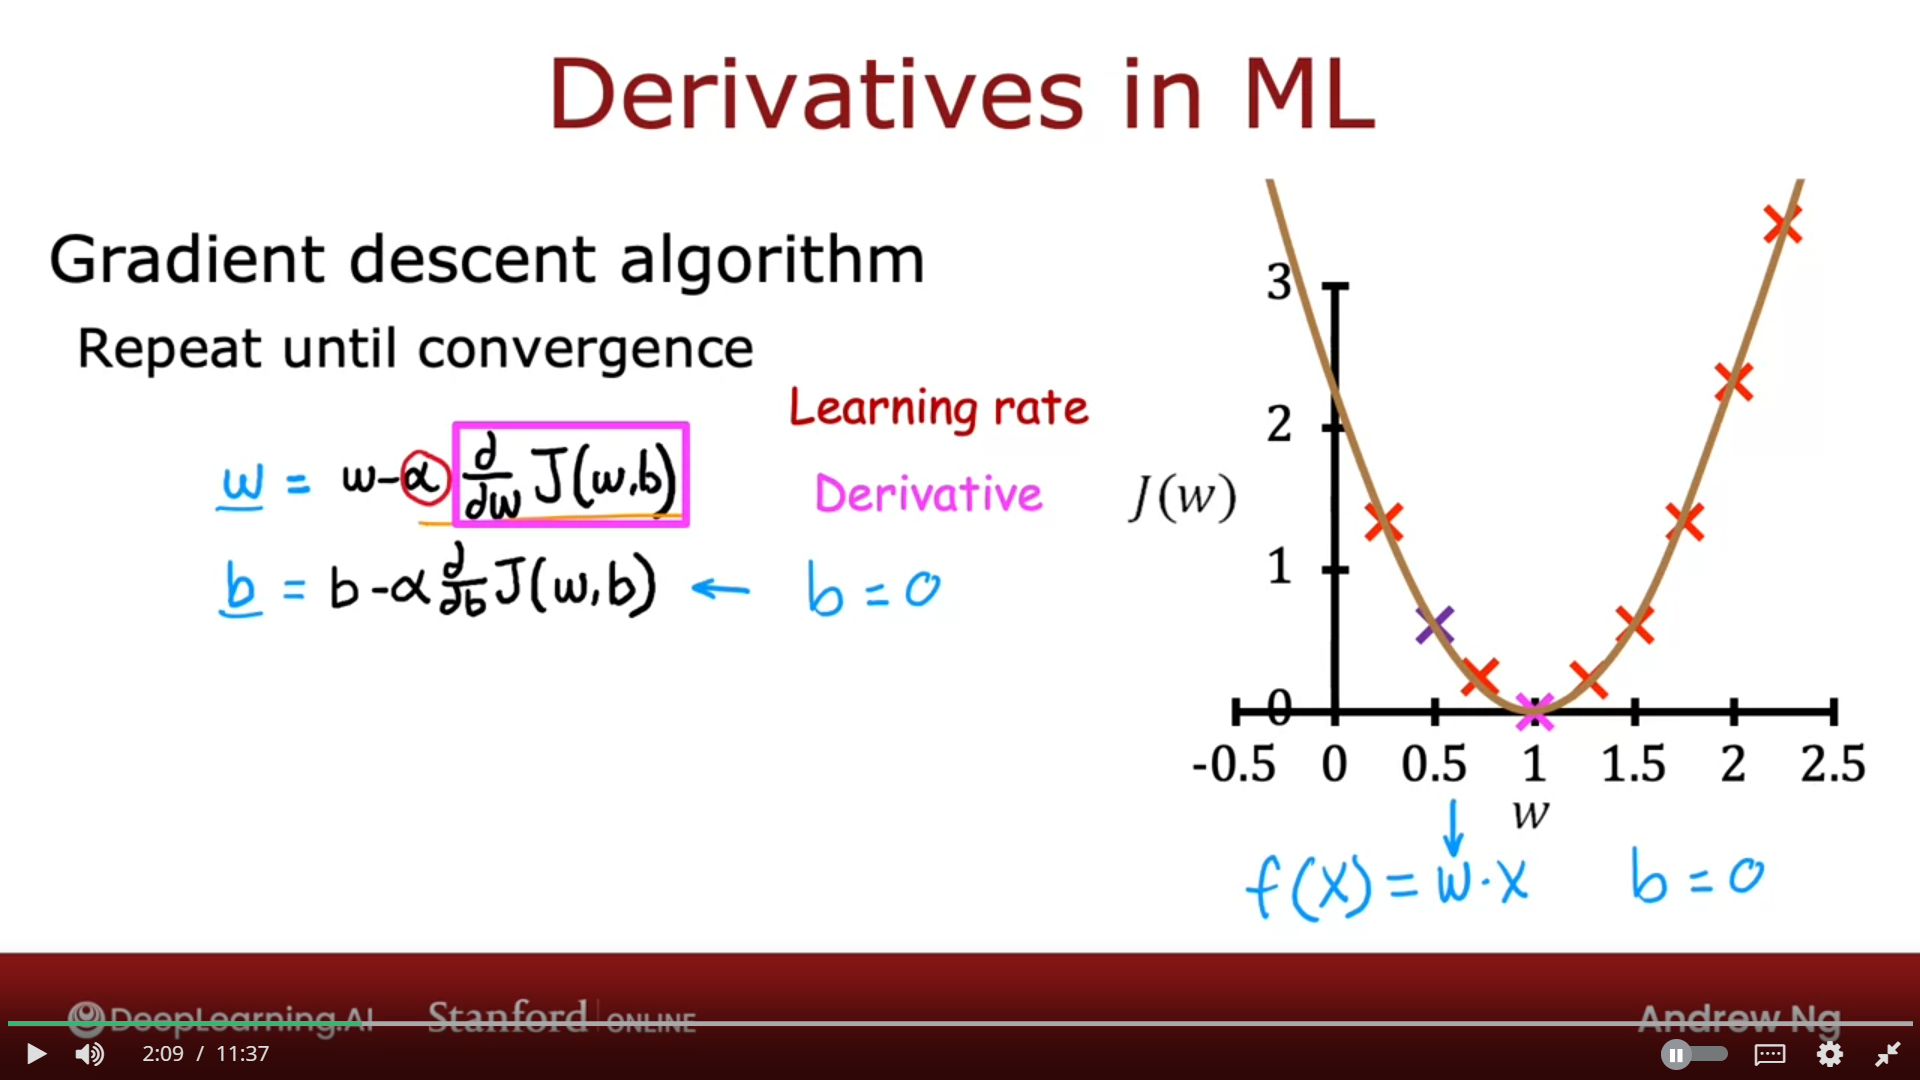 Derivatives in ML
Gradient descent algorithm
Repeat until convergence
Learning rate
w = w-α ∂/∂w J(w,b)
Derivative
b = b-α ∂/∂b J(w,b) ← b = 0
3
2
J(w)
1
0
-0.5 0 0.5 1 1.5 2 2.5
w
f(x) = w·x b = 0
DeepLearning.AI Stanford ONLINE Andrew Ng
2:09 / 11:37